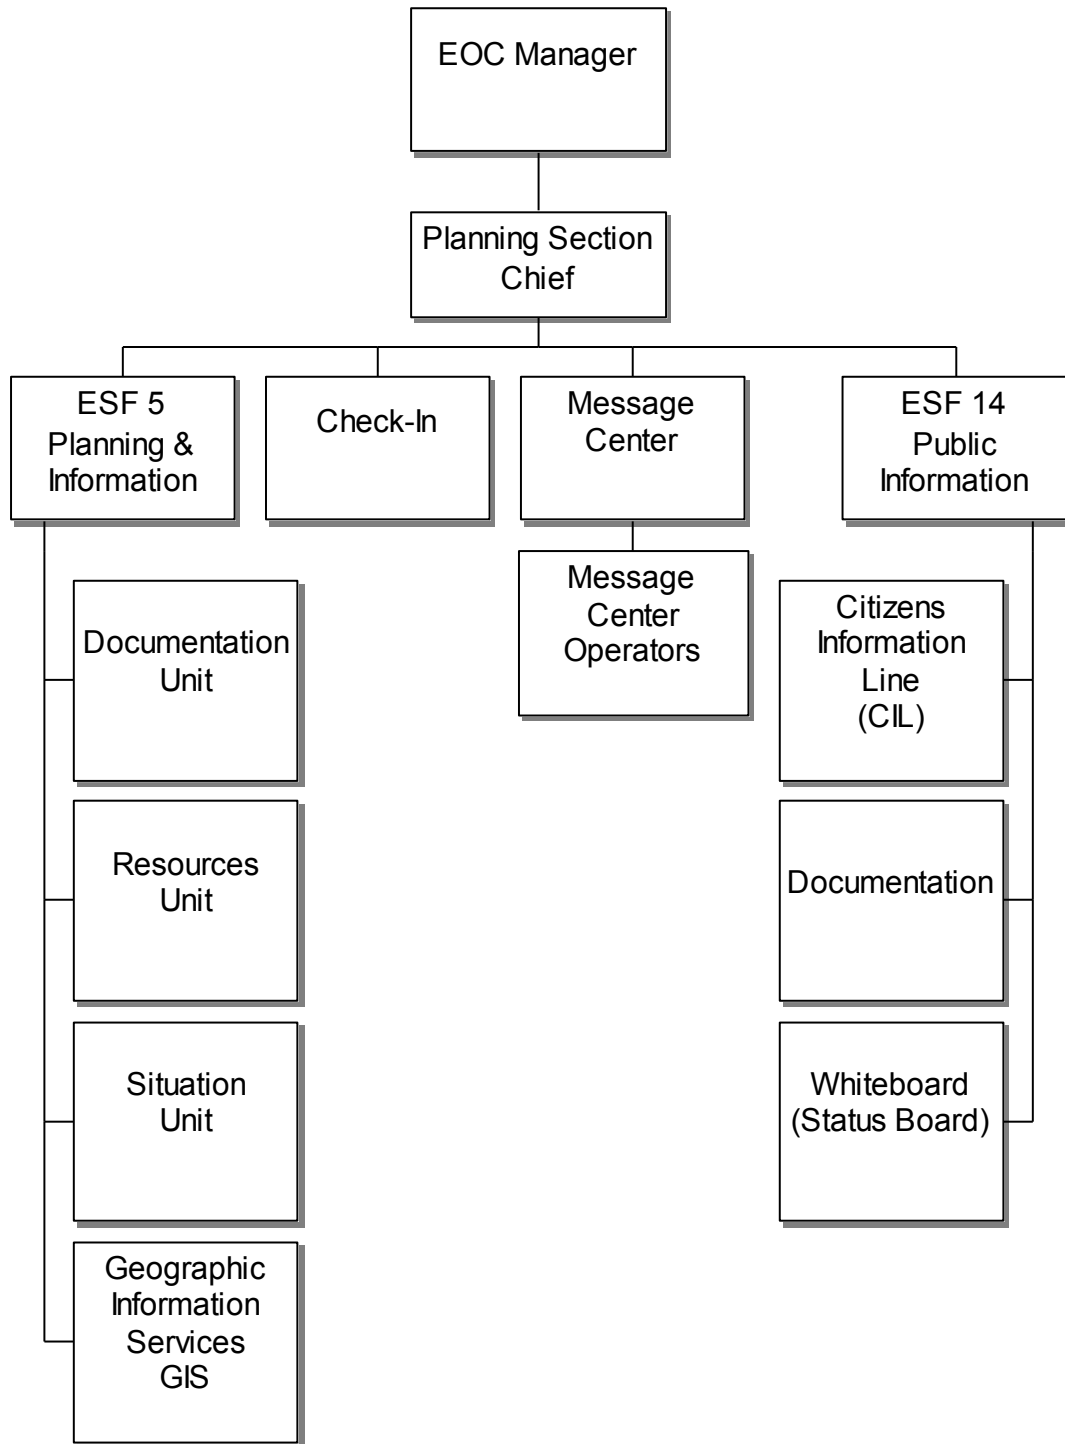 EOC Manager
Planning Section
Chief
ESF 5
Planning &
Information
Check-In
Message
Center
ESF 14
Public
Information
Message
Center
Operators
Documentation
Unit
Resources
Unit
Situation
Unit
Geographic
Information
Services
GIS
Citizens
Information
Line
(CIL)
Documentation
Whiteboard
(Status Board)